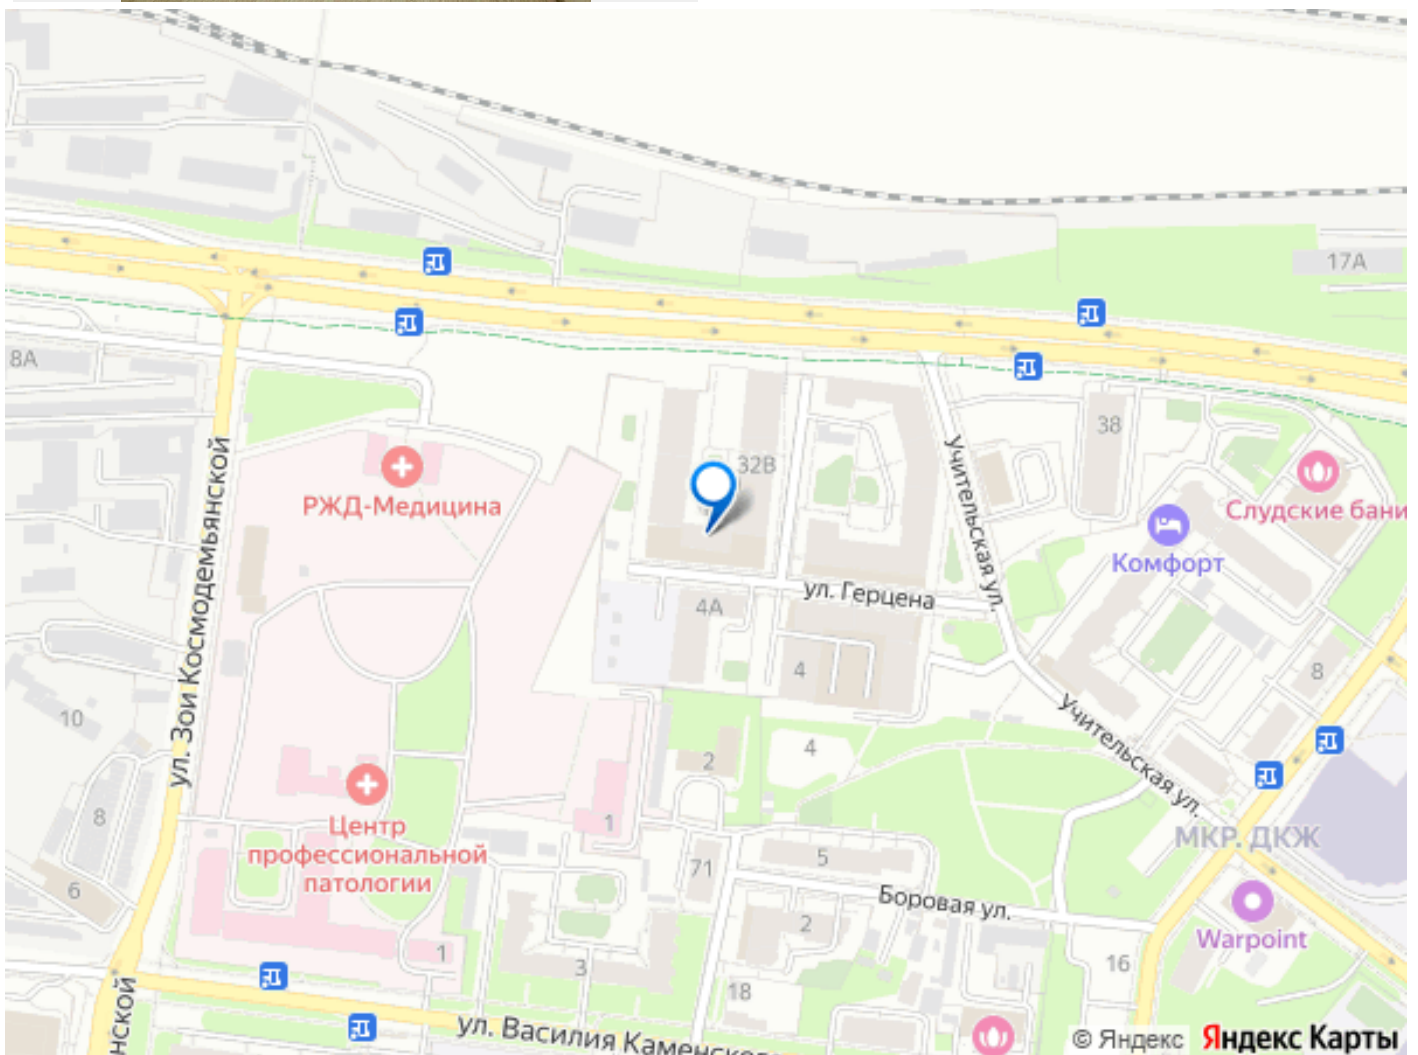 17А
8А
38
ул. Зои Космодемьянской
РЖД-Медицина
32В
Учительская ул.
Слудские бани
Комфорт
ул. Герцена
4А
4
8
10
Учительская ул.
2
4
8
1
Центр
профессиональной
патологии
МКР. ДКЖ
5
71
6
Боровая ул.
2
Warpoint
1
3
16
18
нской
ул. Василия Каменского
© Яндекс Яндекс Карты